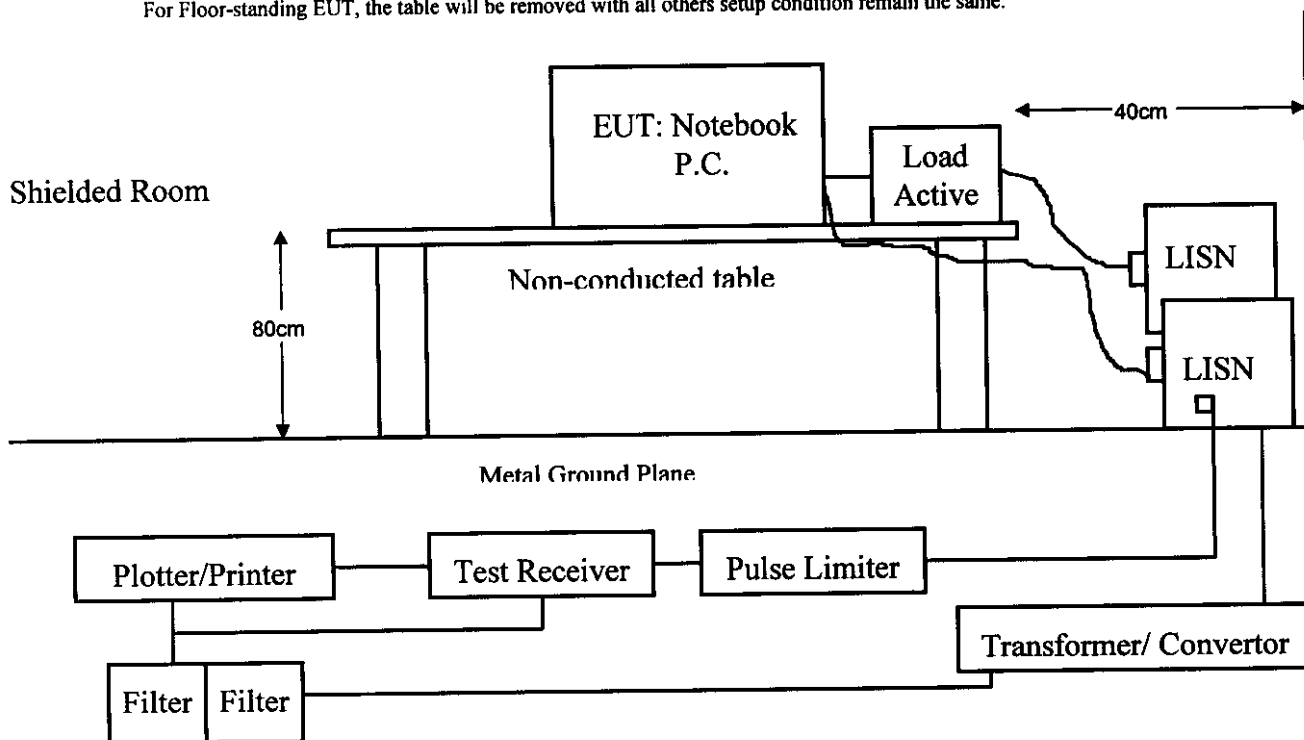 For Floor-standing EUT, the table will be removed with all others setup condition remain the same.
EUT: Notebook
P.C.
Load
Active
40cm
Shielded Room
LISN
Non-conducted table
80cm
LISN
Metal Ground Plane
Plotter/Printer
Test Receiver
Pulse Limiter
Transformer/ Convertor
Filter
Filter